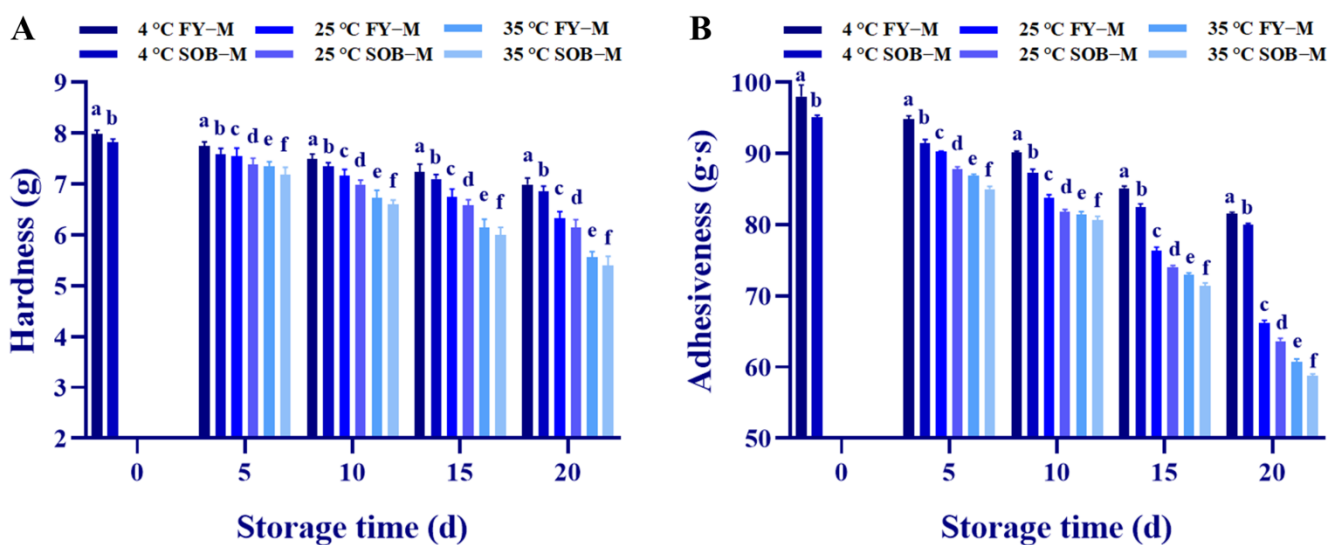 A
4 °C FY−M 25 °C FY−M 35 °C FY−M
4 °C SOB−M 25 °C SOB−M 35 °C SOB−M
9
8
7
6
5
4
3
2
Hardness (g)
a b
a b c d e f
a b c d e f
a b c d e f
a b c d e f
0 5 10 15 20
Storage time (d)
B
4 °C FY−M 25 °C FY−M 35 °C FY−M
4 °C SOB−M 25 °C SOB−M 35 °C SOB−M
100
90
80
70
60
50
Adhesiveness (g·s)
a b
a b c d e f
a b c d e f
a b c d e f
a b c d e f
0 5 10 15 20
Storage time (d)